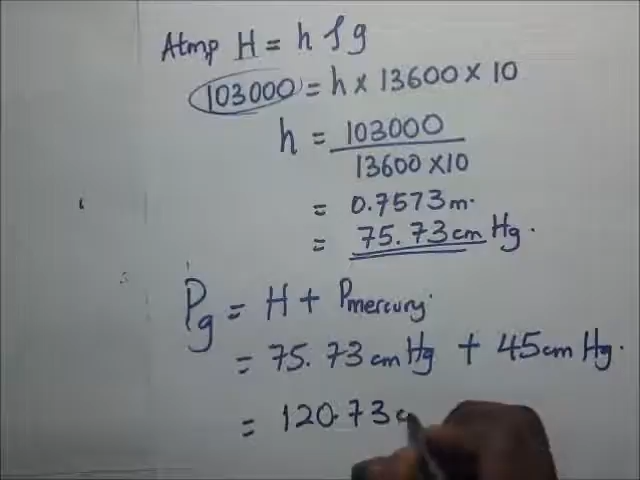 Atmp H = h ρ g
103000 = h × 13600 × 10
h = 103000 / 13600 × 10
= 0.7573 m.
= 75.73 cm Hg.
Pg = H + Pmercury.
= 75.73 cm Hg + 45 cm Hg.
= 120.73 c